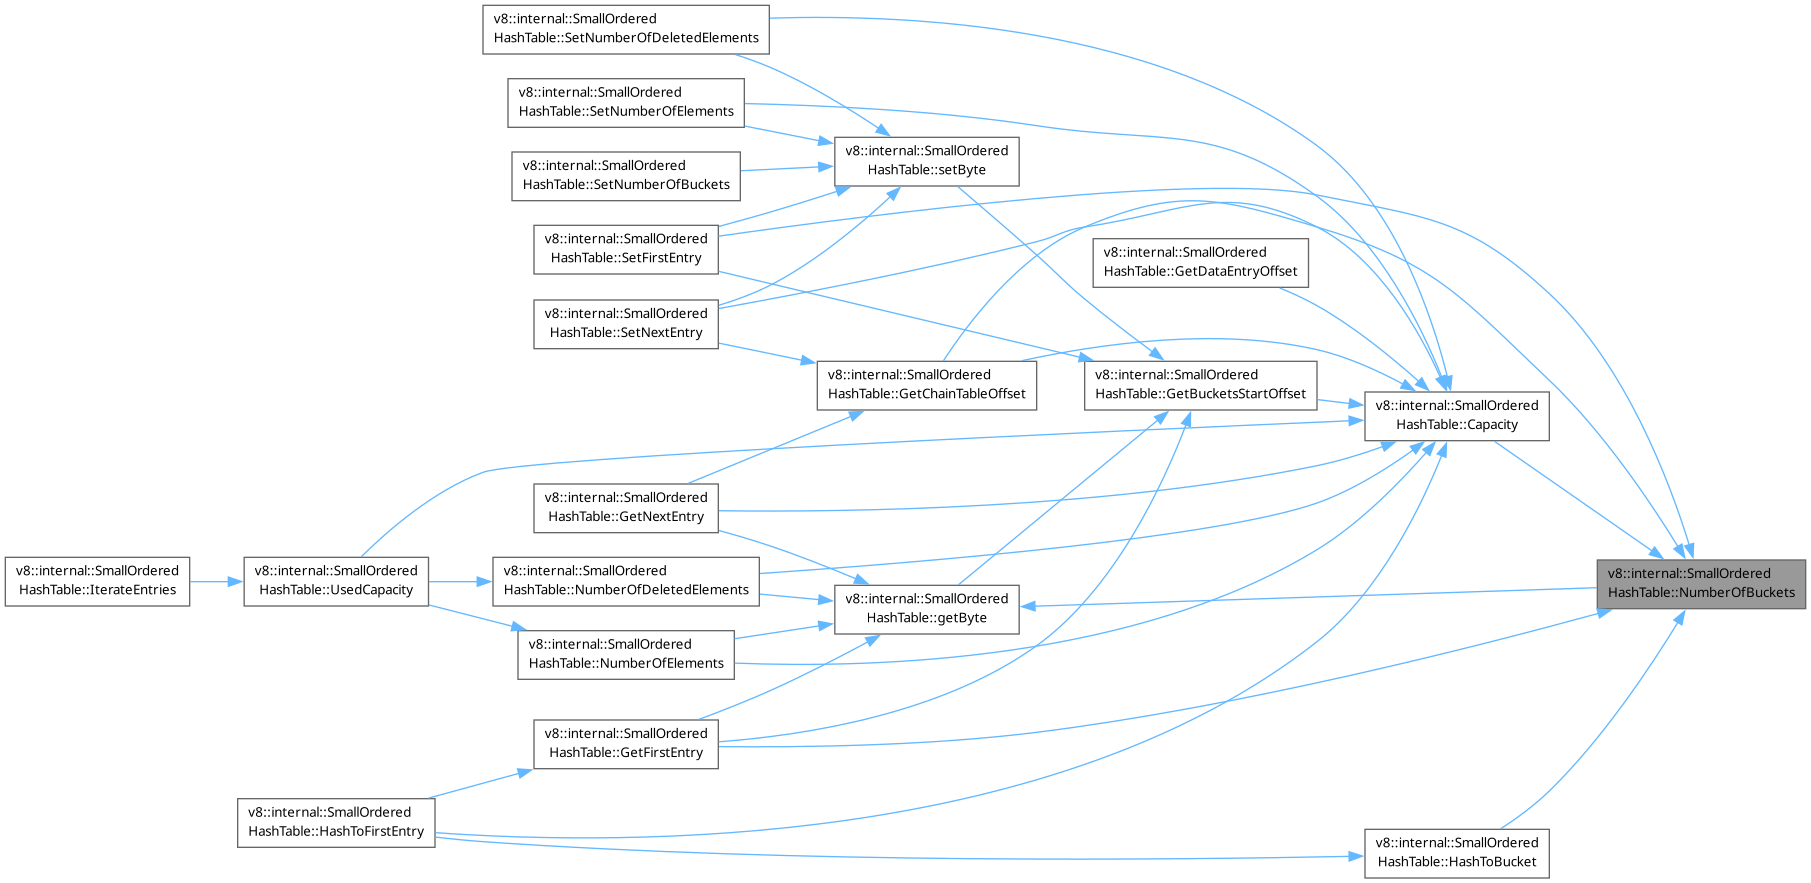 v8::internal::SmallOrdered
HashTable::SetNumberOfDeletedElements
v8::internal::SmallOrdered
HashTable::SetNumberOfElements
v8::internal::SmallOrdered
HashTable::setByte
v8::internal::SmallOrdered
HashTable::SetNumberOfBuckets
v8::internal::SmallOrdered
HashTable::SetFirstEntry
v8::internal::SmallOrdered
HashTable::GetDataEntryOffset
v8::internal::SmallOrdered
HashTable::SetNextEntry
v8::internal::SmallOrdered
HashTable::GetChainTableOffset
v8::internal::SmallOrdered
HashTable::GetBucketsStartOffset
v8::internal::SmallOrdered
HashTable::Capacity
v8::internal::SmallOrdered
HashTable::GetNextEntry
v8::internal::SmallOrdered
HashTable::IterateEntries
v8::internal::SmallOrdered
HashTable::UsedCapacity
v8::internal::SmallOrdered
HashTable::NumberOfDeletedElements
v8::internal::SmallOrdered
HashTable::getByte
v8::internal::SmallOrdered
HashTable::NumberOfBuckets
v8::internal::SmallOrdered
HashTable::NumberOfElements
v8::internal::SmallOrdered
HashTable::GetFirstEntry
v8::internal::SmallOrdered
HashTable::HashToFirstEntry
v8::internal::SmallOrdered
HashTable::HashToBucket